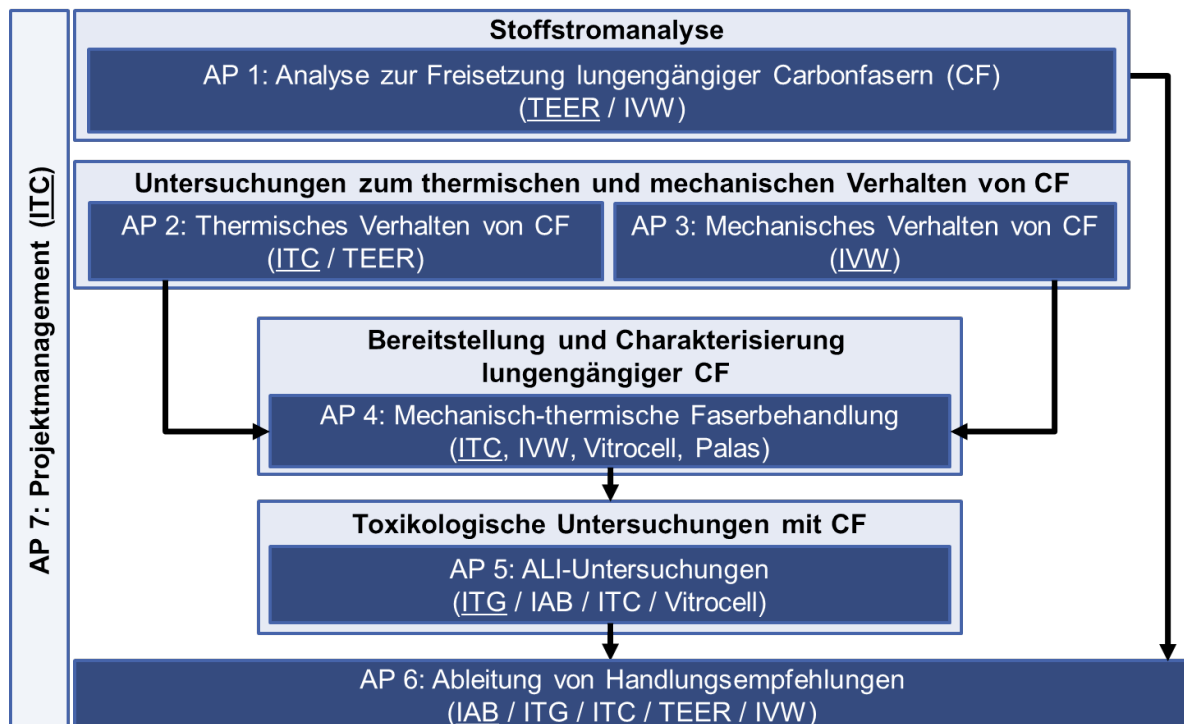 AP 7: Projektmanagement (ITC)
Stoffstromanalyse
AP 1: Analyse zur Freisetzung lungengängiger Carbonfasern (CF)
(TEER / IVW)
Untersuchungen zum thermischen und mechanischen Verhalten von CF
AP 2: Thermisches Verhalten von CF
(ITC / TEER)
AP 3: Mechanisches Verhalten von CF
(IVW)
Bereitstellung und Charakterisierung
lungengängiger CF
AP 4: Mechanisch-thermische Faserbehandlung
(ITC, IVW, Vitrocell, Palas)
Toxikologische Untersuchungen mit CF
AP 5: ALI-Untersuchungen
(ITG / IAB / ITC / Vitrocell)
AP 6: Ableitung von Handlungsempfehlungen
(IAB / ITG / ITC / TEER / IVW)